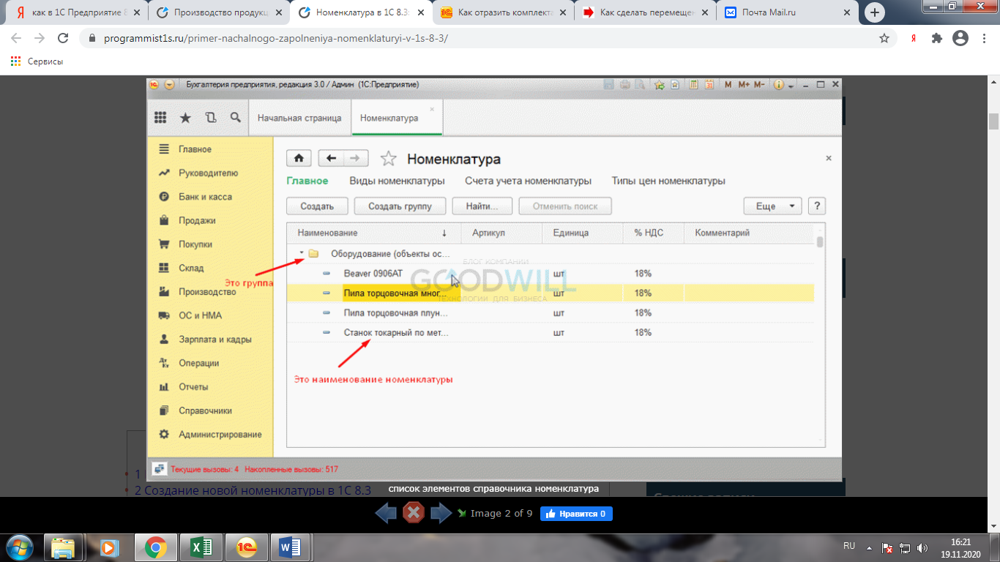 как в 1С Предприятие 8
Производство продукц
Номенклатура в 1С 8.3:
Как отразить комплекта
Как сделать перемещен
Почта Mail.ru
programmist1s.ru/primer-nachalnogo-zapolneniya-nomenklaturyi-v-1s-8-3/
Сервисы
Бухгалтерия предприятия, редакция 3.0 / Админ (1С:Предприятие)
M M+ M-
Начальная страница
Номенклатура
Главное
Руководителю
Банк и касса
Продажи
Покупки
Склад
Производство
ОС и НМА
Зарплата и кадры
Операции
Отчеты
Справочники
Администрирование
Номенклатура
Главное Виды номенклатуры Счета учета номенклатуры Типы цен номенклатуры
Создать Создать группу Найти... Отменить поиск Еще ?
Наименование ↓ Артикул Единица % НДС Комментарий
Оборудование (объекты ос...
Beaver 0906AT шт 18%
Пила торцовочная мног... шт 18%
Пила торцовочная плун... шт 18%
Станок токарный по мет... шт 18%
БЛОГ КОМПАНИИ
GOODWILL
ТЕХНОЛОГИИ ДЛЯ БИЗНЕСА
Это группа
Это наименование номенклатуры
Текущие вызовы: 4 Накопленные вызовы: 517
2 Создание новой номенклатуры в 1С 8.3
список элементов справочника номенклатура
Image 2 of 9
Нравится 0
RU
16:21
19.11.2020